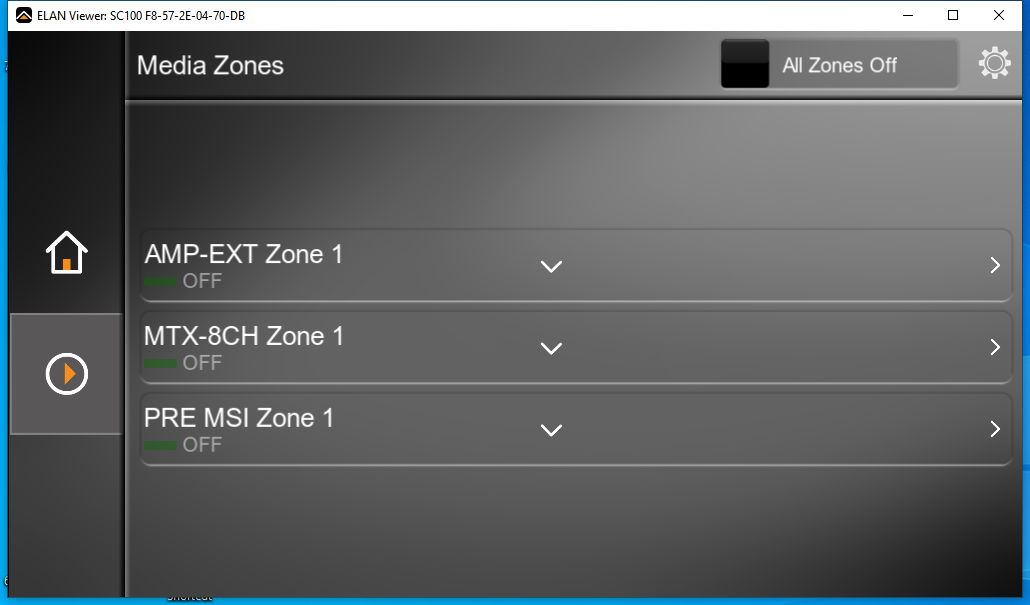 ELAN Viewer: SC100 F8-57-2E-04-70-DB
Media Zones
All Zones Off
AMP-EXT Zone 1
OFF
MTX-8CH Zone 1
OFF
PRE MSI Zone 1
OFF